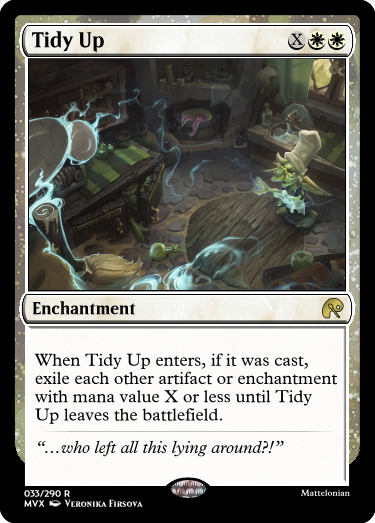 Tidy Up X
Enchantment
When Tidy Up enters, if it was cast,
exile each other artifact or enchantment
with mana value X or less until Tidy
Up leaves the battlefield.
“…who left all this lying around?!”
033/290 R
Mattelonian
MVX Veronika Firsova